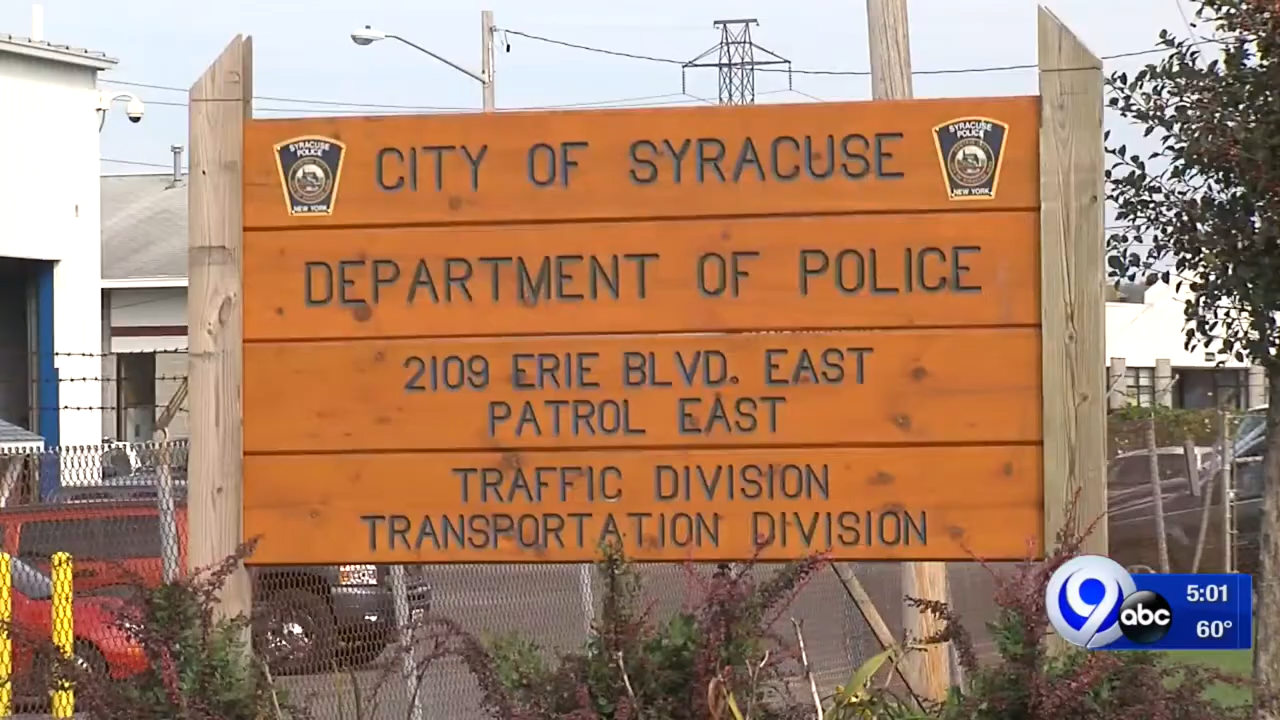 CITY OF SYRACUSE
SYRACUSE
POLICE
NEW YORK
SYRACUSE
POLICE
NEW YORK
DEPARTMENT OF POLICE
2109 ERIE BLVD. EAST
PATROL EAST
TRAFFIC DIVISION
TRANSPORTATION DIVISION
9 abc
5:01
60°